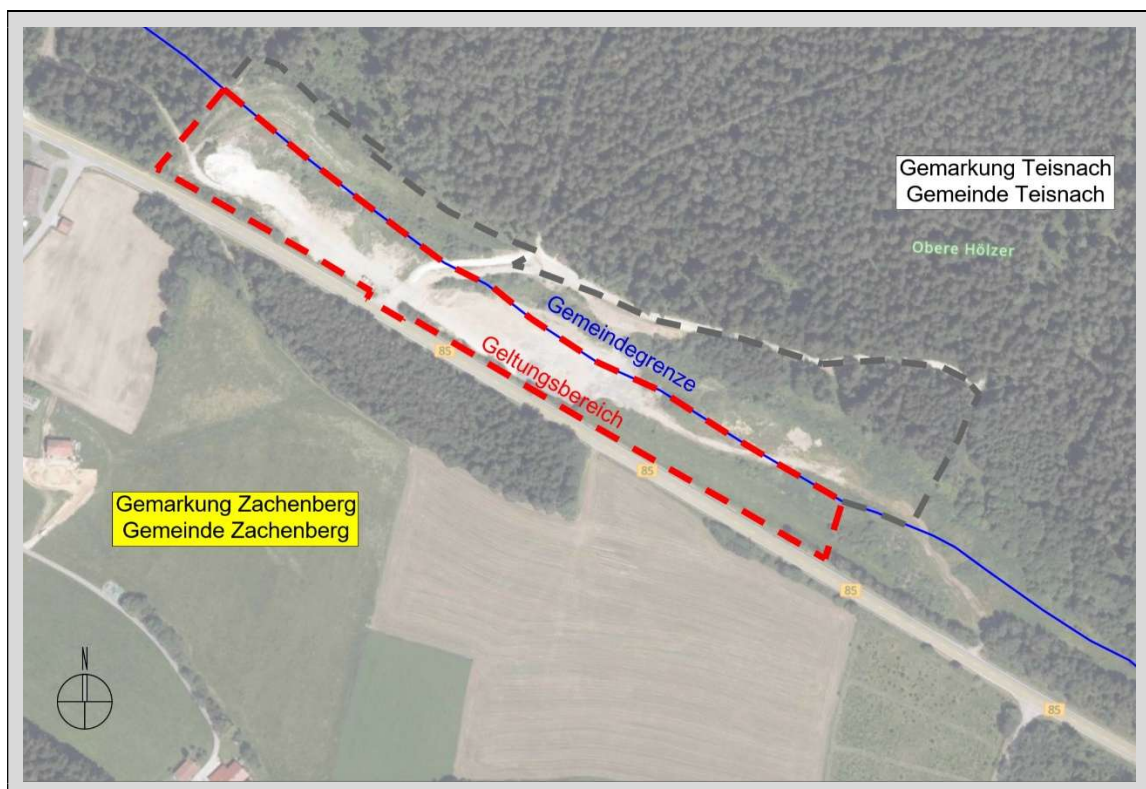 Gemarkung Teisnach
Gemeinde Teisnach
Obere Hölzer
Gemeindegrenze
85
Geltungsbereich
85
Gemarkung Zachenberg
Gemeinde Zachenberg
85
N
85